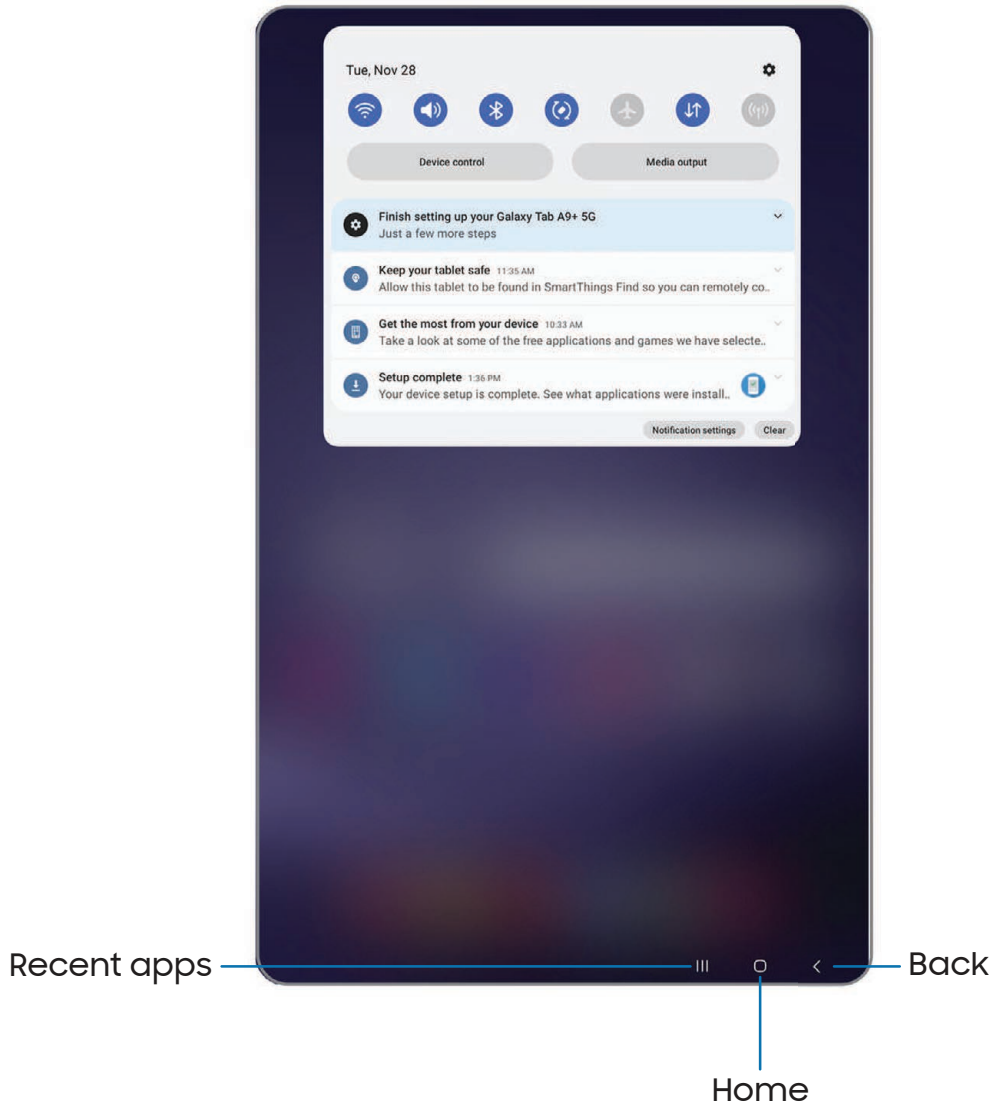 Tue, Nov 28
Device control
Media output
Finish setting up your Galaxy Tab A9+ 5G
Just a few more steps
Keep your tablet safe 11:35 AM
Allow this tablet to be found in SmartThings Find so you can remotely co..
Get the most from your device 10:33 AM
Take a look at some of the free applications and games we have selecte..
Setup complete 1:36 PM
Your device setup is complete. See what applications were install..
Notification settings
Clear
Recent apps
Back
Home